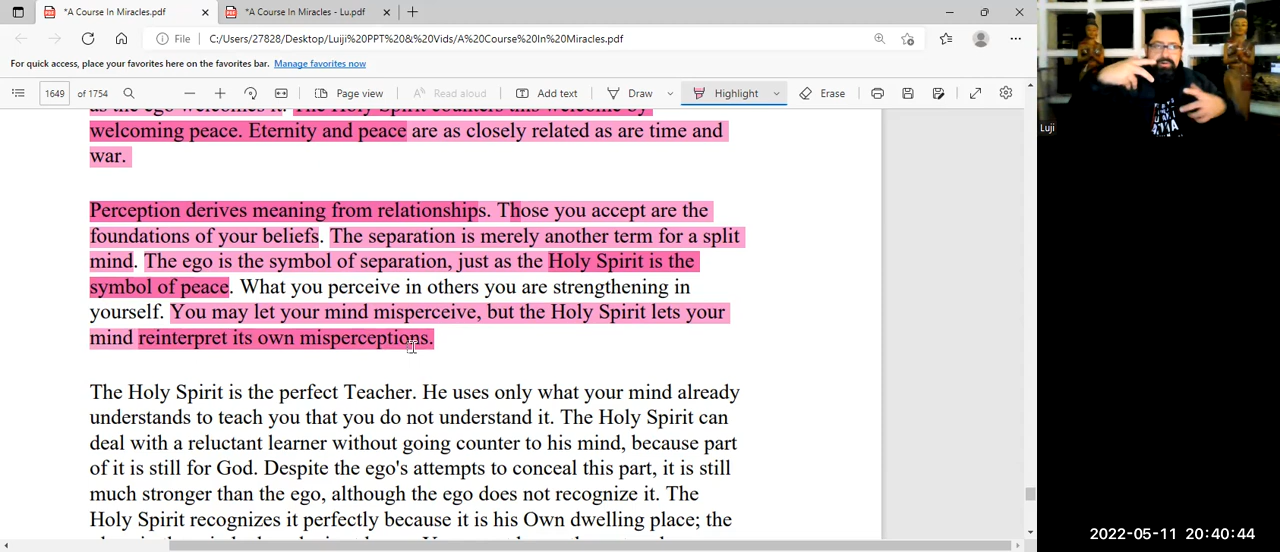 *A Course In Miracles.pdf
*A Course In Miracles - Lu.pdf
File
C:/Users/27828/Desktop/Luiji%20PPT%20&%20Vids/A%20Course%20In%20Miracles.pdf
For quick access, place your favorites here on the favorites bar. Manage favorites now
1649 of 1754
Page view
Read aloud
Add text
Draw
Highlight
Erase
welcoming peace. Eternity and peace are as closely related as are time and
war.
Perception derives meaning from relationships. Those you accept are the
foundations of your beliefs. The separation is merely another term for a split
mind. The ego is the symbol of separation, just as the Holy Spirit is the
symbol of peace. What you perceive in others you are strengthening in
yourself. You may let your mind misperceive, but the Holy Spirit lets your
mind reinterpret its own misperceptions.
The Holy Spirit is the perfect Teacher. He uses only what your mind already
understands to teach you that you do not understand it. The Holy Spirit can
deal with a reluctant learner without going counter to his mind, because part
of it is still for God. Despite the ego's attempts to conceal this part, it is still
much stronger than the ego, although the ego does not recognize it. The
Holy Spirit recognizes it perfectly because it is his Own dwelling place; the
Luji
2022-05-11 20:40:44